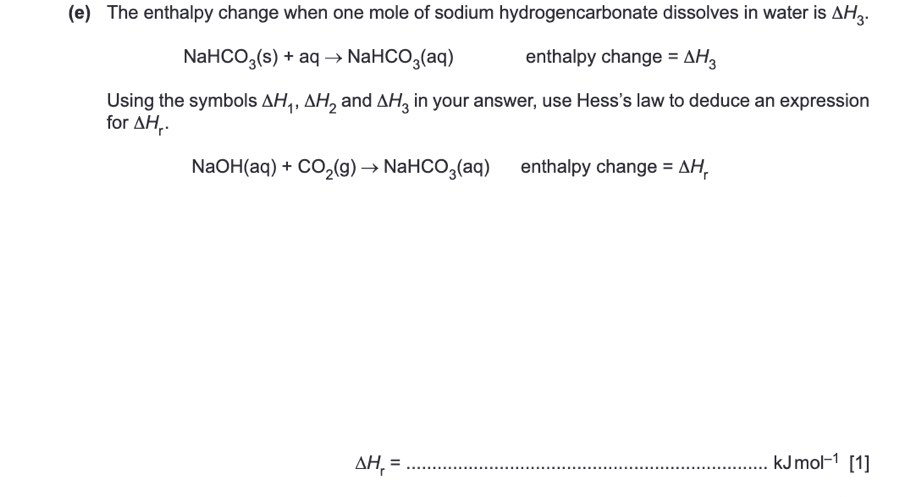 (e) The enthalpy change when one mole of sodium hydrogencarbonate dissolves in water is ΔH₃.
NaHCO₃(s) + aq → NaHCO₃(aq) enthalpy change = ΔH₃
Using the symbols ΔH₁, ΔH₂ and ΔH₃ in your answer, use Hess’s law to deduce an expression
for ΔHᵣ.
NaOH(aq) + CO₂(g) → NaHCO₃(aq) enthalpy change = ΔHᵣ
ΔHᵣ = ...................................................................... kJ mol⁻¹ [1]